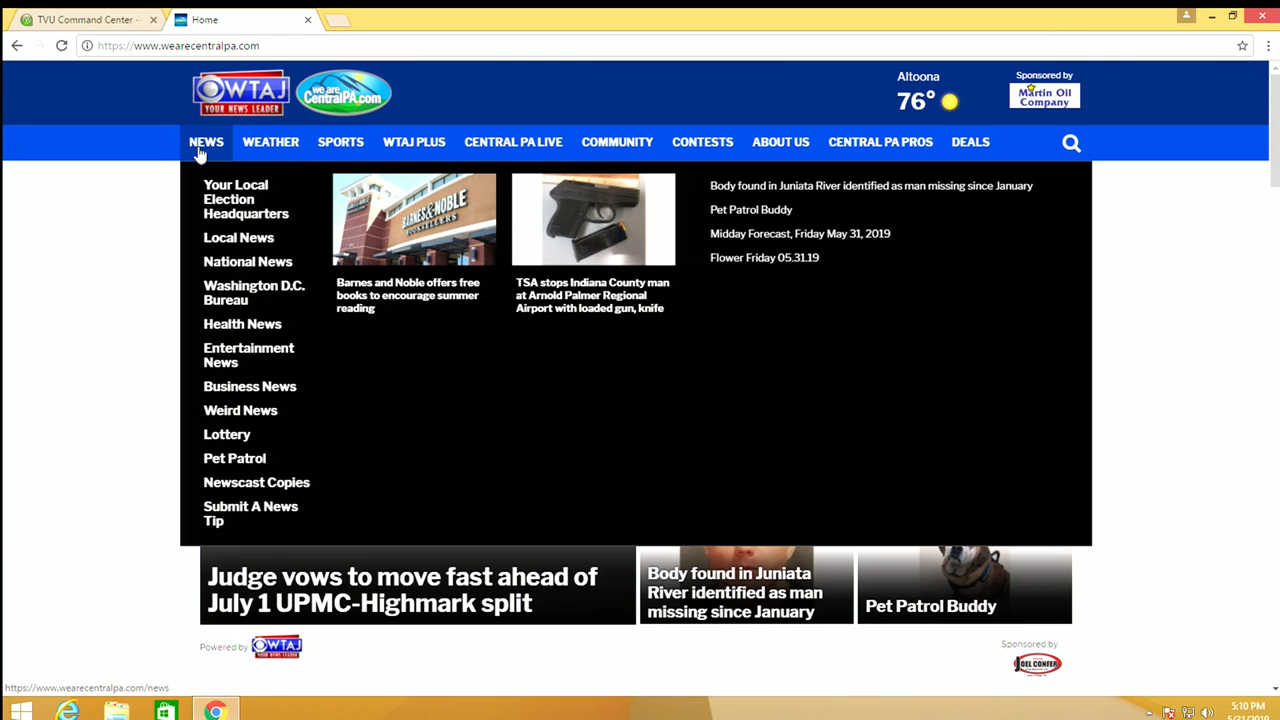 TVU Command Center -
Home
https://www.wearecentralpa.com
WTAJ
YOUR NEWS LEADER
we are
CentralPA.com
Altoona
76°
Sponsored by
Martin Oil
Company
NEWS WEATHER SPORTS WTAJ PLUS CENTRAL PA LIVE COMMUNITY CONTESTS ABOUT US CENTRAL PA PROS DEALS
Your Local
Election
Headquarters
Local News
National News
Washington D.C.
Bureau
Health News
Entertainment
News
Business News
Weird News
Lottery
Pet Patrol
Newscast Copies
Submit A News
Tip
BARNES & NOBLE
BOOKSELLERS
Barnes and Noble offers free
books to encourage summer
reading
TSA stops Indiana County man
at Arnold Palmer Regional
Airport with loaded gun, knife
Body found in Juniata River identified as man missing since January
Pet Patrol Buddy
Midday Forecast, Friday May 31, 2019
Flower Friday 05.31.19
Judge vows to move fast ahead of
July 1 UPMC-Highmark split
Body found in Juniata
River identified as man
missing since January
Pet Patrol Buddy
Powered by
WTAJ
YOUR NEWS LEADER
Sponsored by
JOEL CONFER
https://www.wearecentralpa.com/news
5:10 PM
5/31/2019